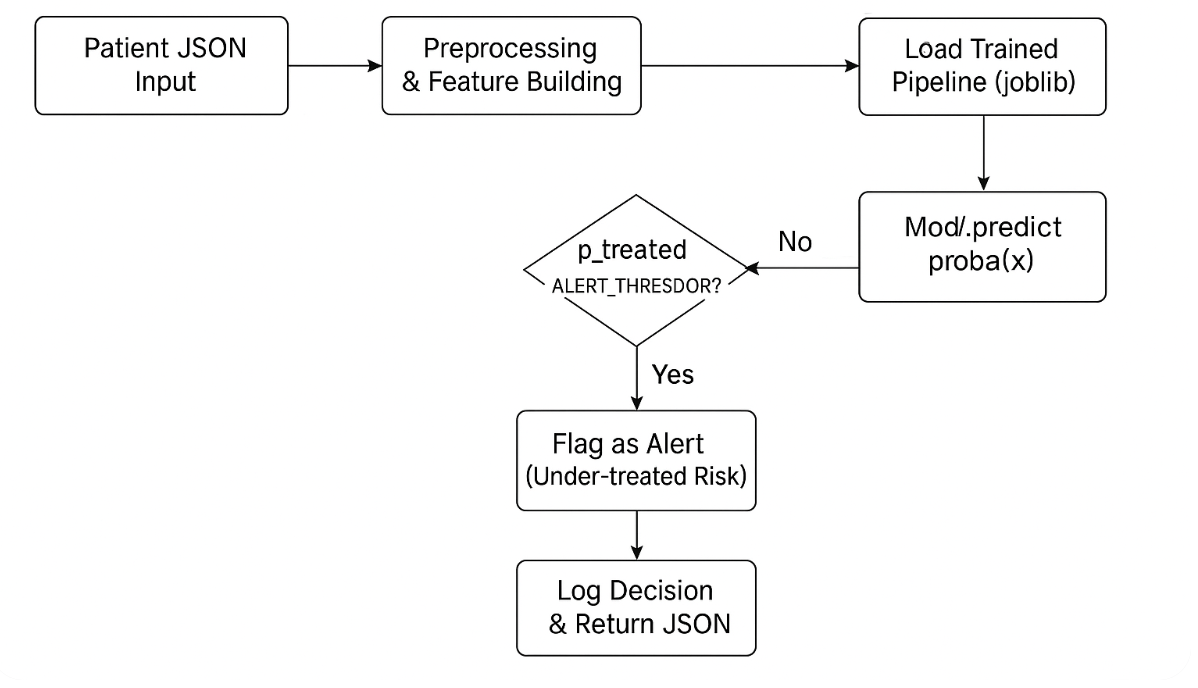 Patient JSON
Input
Preprocessing
& Feature Building
Load Trained
Pipeline (joblib)
Mod/.predict
proba(x)
No
p_treated
ALERT_THRESDOR?
Yes
Flag as Alert
(Under-treated Risk)
Log Decision
& Return JSON